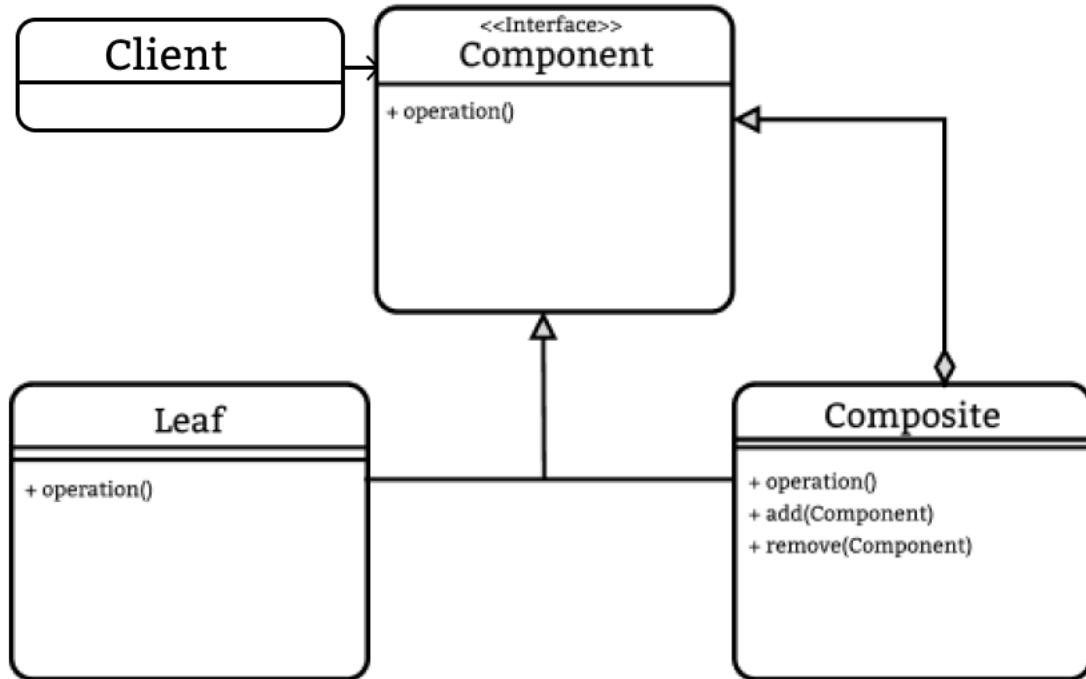 Client
<<Interface>>
Component
+ operation()
Leaf
+ operation()
Composite
+ operation()
+ add(Component)
+ remove(Component)